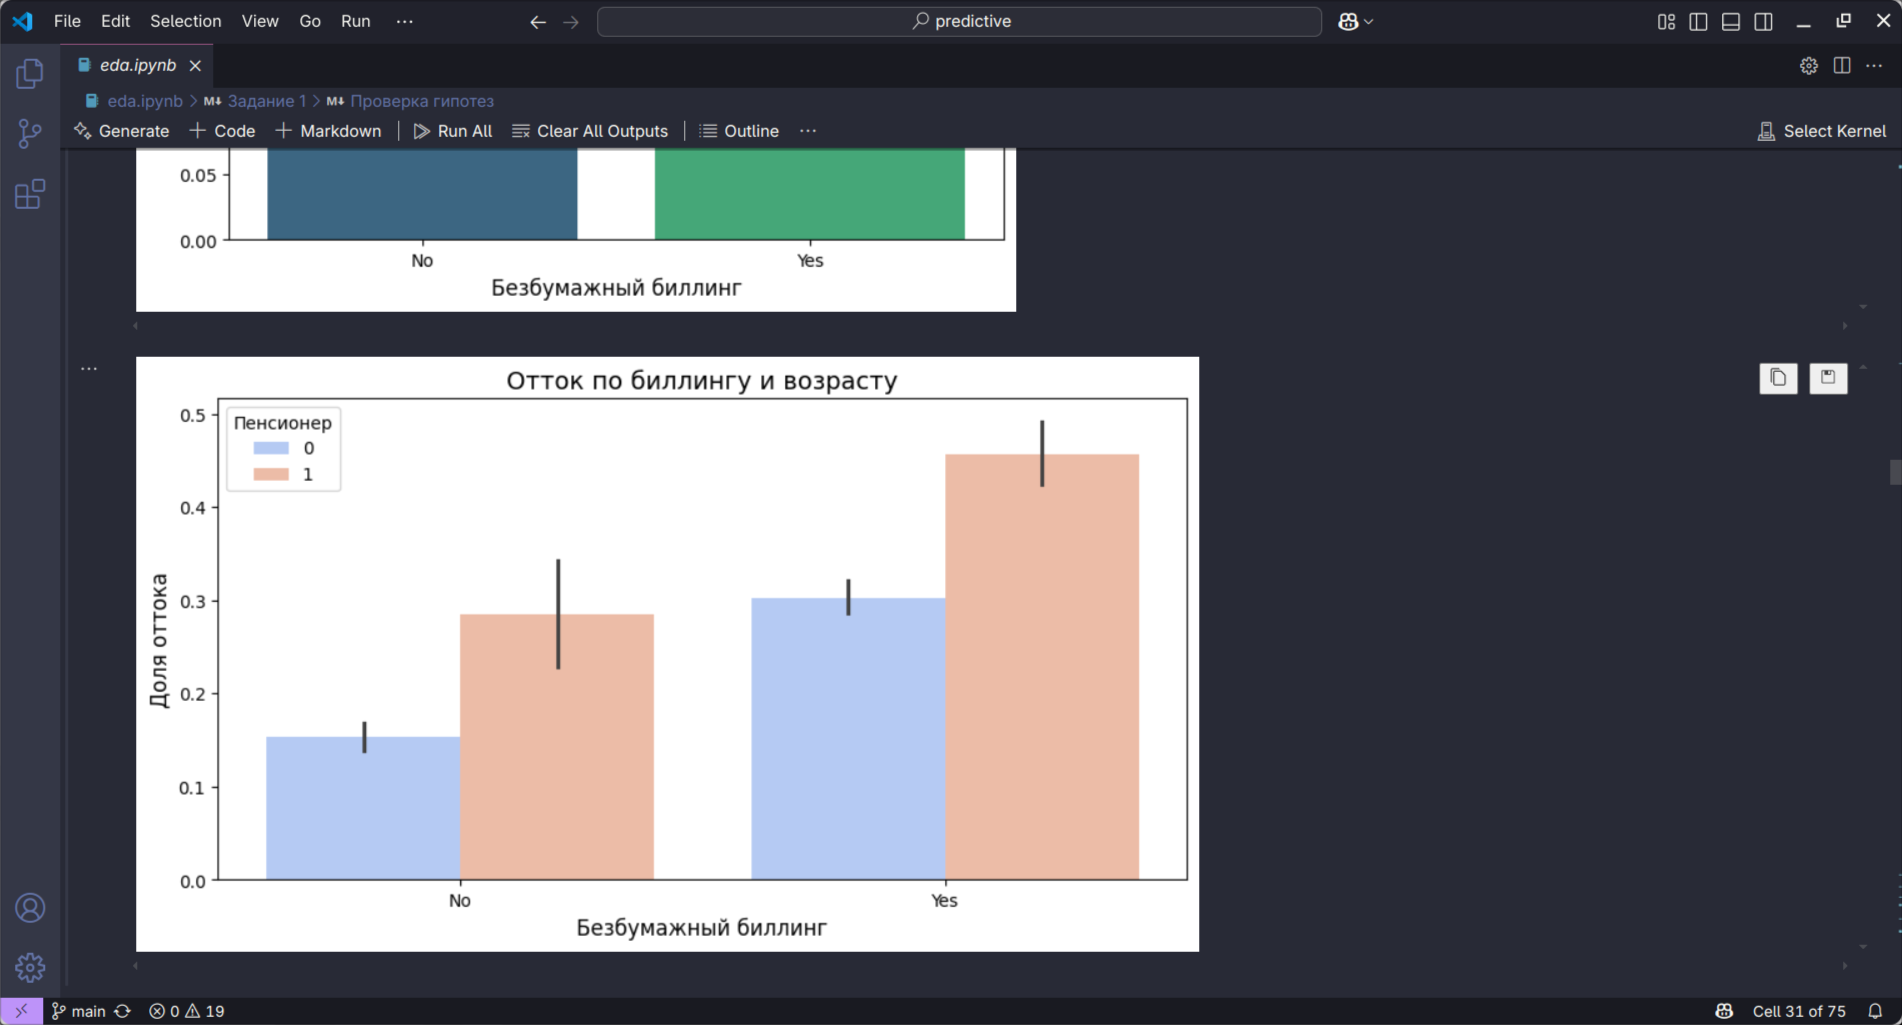 File Edit Selection View Go Run ···
predictive
eda.ipynb
eda.ipynb > M↓ Задание 1 > M↓ Проверка гипотез
Generate + Code + Markdown | Run All Clear All Outputs | Outline ···
Select Kernel
0.05
0.00
No Yes
Безбумажный биллинг
Отток по биллингу и возрасту
Пенсионер
0
1
Доля оттока
0.5
0.4
0.3
0.2
0.1
0.0
No Yes
Безбумажный биллинг
main 0 19
Cell 31 of 75